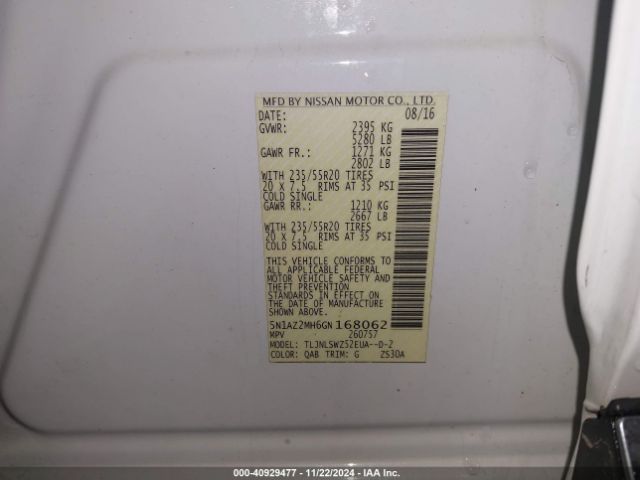 MFD BY NISSAN MOTOR CO., LTD.
DATE: 08/16
GVWR: 2395 KG
5280 LB
GAWR FR.: 1271 KG
2802 LB
WITH 235/55R20 TIRES
20 X 7.5 RIMS AT 35 PSI
COLD SINGLE
GAWR RR.: 1210 KG
2667 LB
WITH 235/55R20 TIRES
20 X 7.5 RIMS AT 35 PSI
COLD SINGLE
THIS VEHICLE CONFORMS TO
ALL APPLICABLE FEDERAL
MOTOR VEHICLE SAFETY AND
THEFT PREVENTION
STANDARDS IN EFFECT ON
THE DATE OF MANUFACTURE
SHOWN ABOVE.
5N1AZ2MH6GN168062
MPV 260757
MODEL: TLJNLSWZ52EUA--D-2
COLOR: QAB TRIM: G ZS3DA
000-40929477 - 11/22/2024 - IAA Inc.